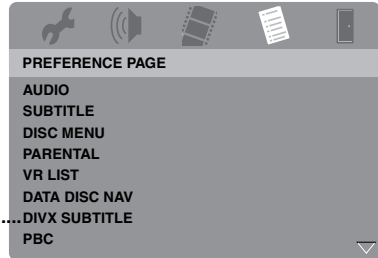 PREFERENCE PAGE
AUDIO
SUBTITLE
DISC MENU
PARENTAL
VR LIST
DATA DISC NAV
....DIVX SUBTITLE
PBC